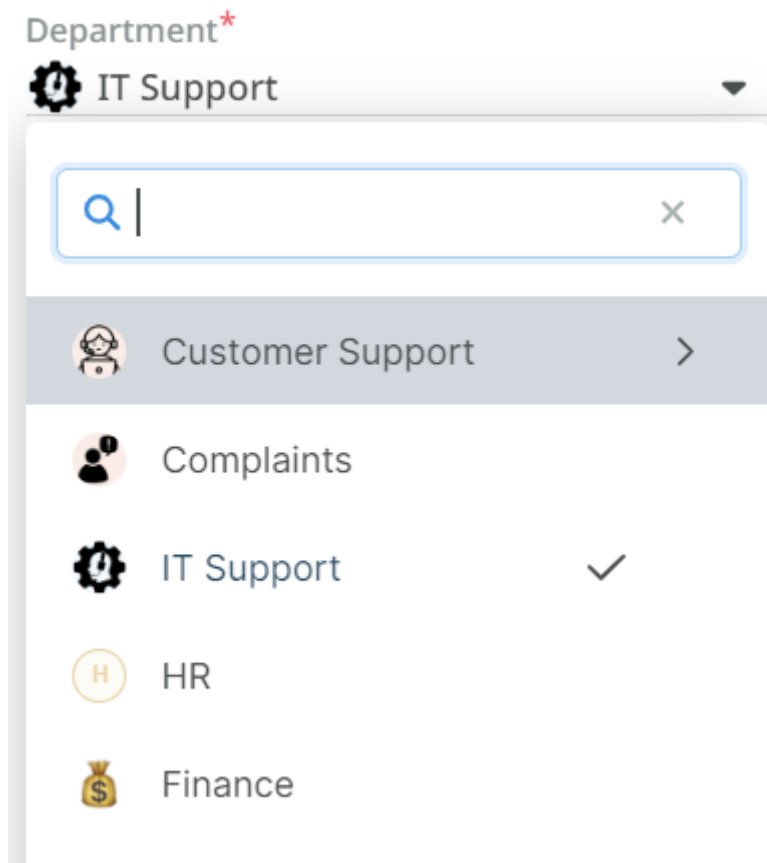 Department*
IT Support
Customer Support
Complaints
IT Support
H HR
Finance